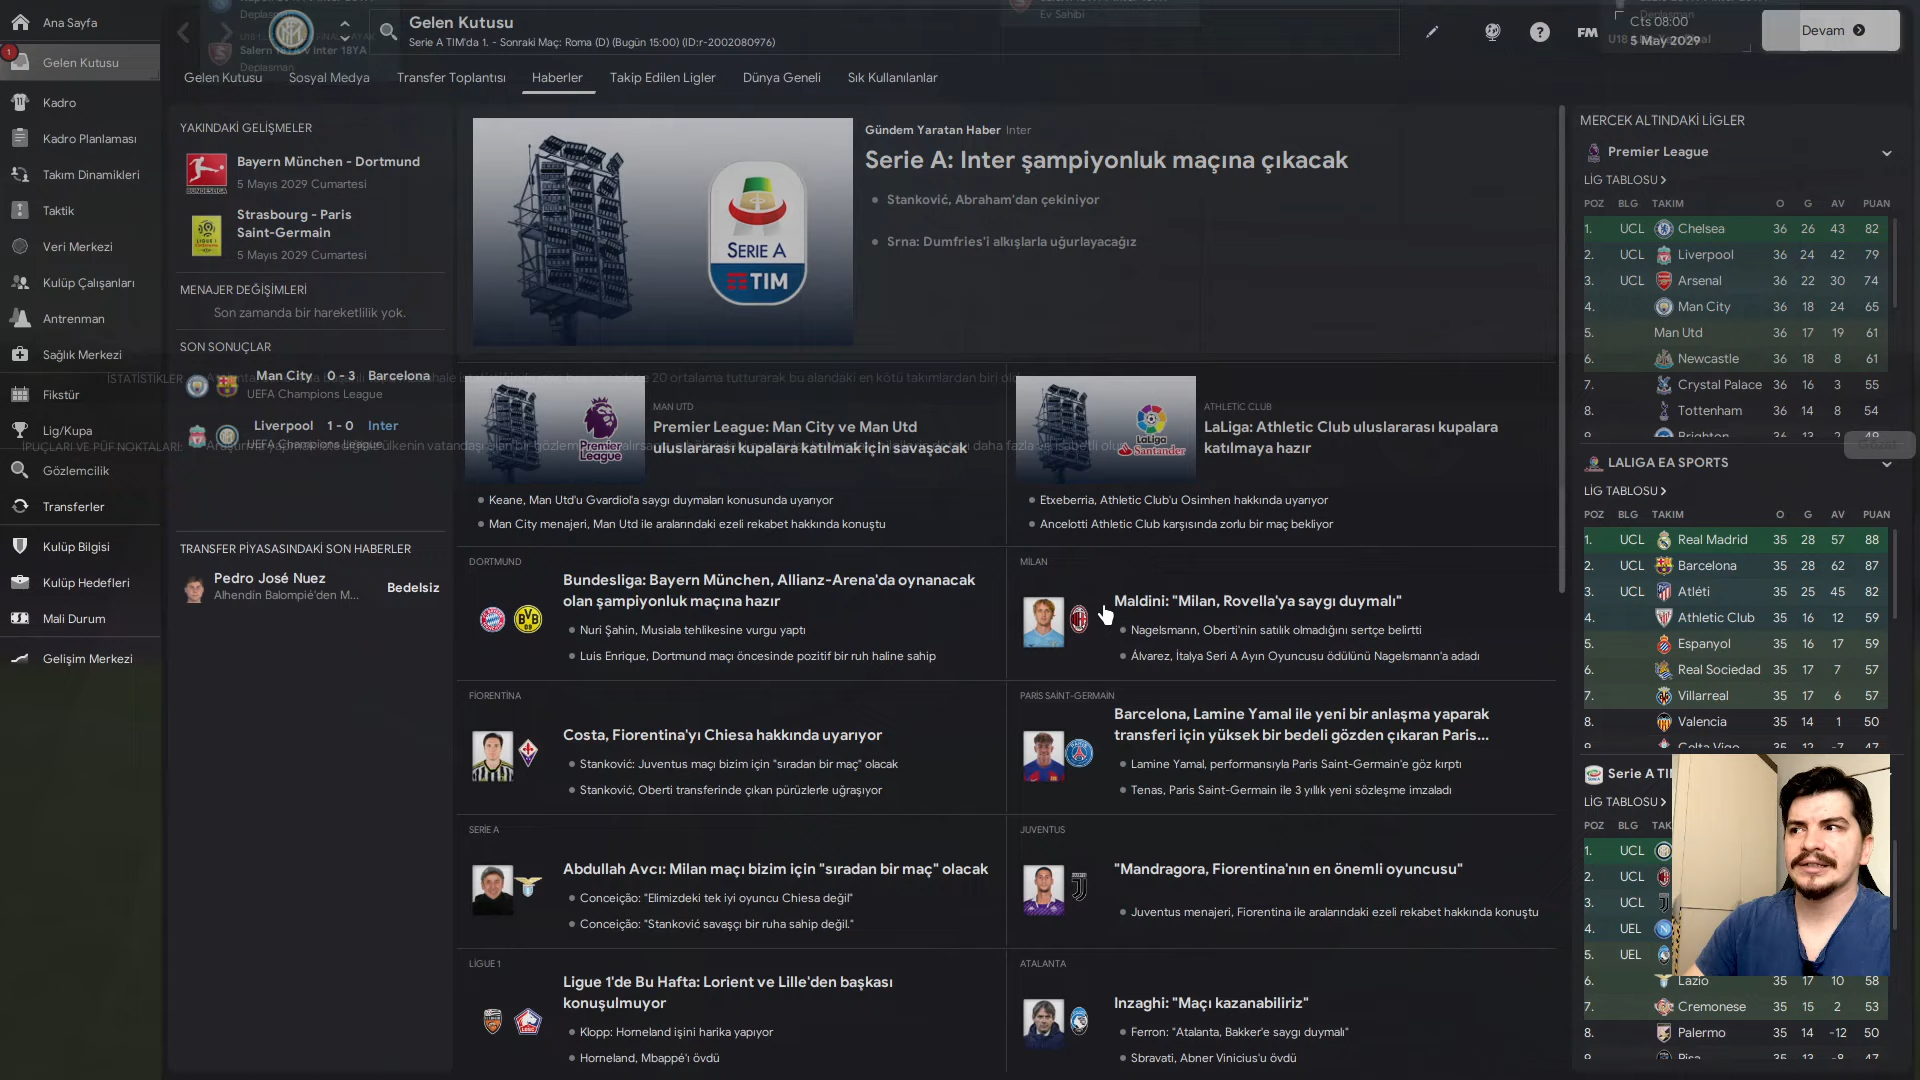 Ana Sayfa
1
Gelen Kutusu
Kadro
Kadro Planlaması
Takım Dinamikleri
Taktik
Veri Merkezi
Kulüp Çalışanları
Antrenman
Sağlık Merkezi
Fikstür
Lig/Kupa
Gözlemcilik
Transferler
Kulüp Bilgisi
Kulüp Hedefleri
Mali Durum
Gelişim Merkezi
Gelen Kutusu
Serie A TIM'da 1. - Sonraki Maç: Roma (D) (Bugün 15:00) (ID:r-2002080976)
FM
Cts 08:00
5 May 2029
Devam
Gelen Kutusu Sosyal Medya Transfer Toplantısı Haberler Takip Edilen Ligler Dünya Geneli Sık Kullanılanlar
YAKINDAKİ GELİŞMELER
Bayern München - Dortmund
5 Mayıs 2029 Cumartesi
Strasbourg - Paris
Saint-Germain
5 Mayıs 2029 Cumartesi
MENAJER DEĞİŞİMLERİ
Son zamanda bir hareketlilik yok.
SON SONUÇLAR
Man City 0 - 3 Barcelona
UEFA Champions League
Liverpool 1 - 0 Inter
UEFA Champions League
TRANSFER PİYASASINDAKİ SON HABERLER
Pedro José Nuez
Alhendín Balompié'den M...
Bedelsiz
SERIE A
TIM
Gündem Yaratan Haber Inter
Serie A: Inter şampiyonluk maçına çıkacak
Stanković, Abraham'dan çekiniyor
Srna: Dumfries'i alkışlarla uğurlayacağız
Premier
League
MAN UTD
Premier League: Man City ve Man Utd
uluslararası kupalara katılmak için savaşacak
Keane, Man Utd'u Gvardiol'a saygı duymaları konusunda uyarıyor
Man City menajeri, Man Utd ile aralarındaki ezeli rekabet hakkında konuştu
LaLiga
Santander
ATHLETIC CLUB
LaLiga: Athletic Club uluslararası kupalara
katılmaya hazır
Etxeberria, Athletic Club'u Osimhen hakkında uyarıyor
Ancelotti Athletic Club karşısında zorlu bir maç bekliyor
DORTMUND
Bundesliga: Bayern München, Allianz-Arena'da oynanacak
olan şampiyonluk maçına hazır
Nuri Şahin, Musiala tehlikesine vurgu yaptı
Luis Enrique, Dortmund maçı öncesinde pozitif bir ruh haline sahip
MILAN
Maldini: "Milan, Rovella'ya saygı duymalı"
Nagelsmann, Oberti'nin satılık olmadığını sertçe belirtti
Álvarez, İtalya Seri A Ayın Oyuncusu ödülünü Nagelsmann'a adadı
FİORENTİNA
Costa, Fiorentina'yı Chiesa hakkında uyarıyor
Stanković: Juventus maçı bizim için "sıradan bir maç" olacak
Stanković, Oberti transferinde çıkan pürüzlerle uğraşıyor
PARİS SAİNT-GERMAİN
Barcelona, Lamine Yamal ile yeni bir anlaşma yaparak
transferi için yüksek bir bedeli gözden çıkaran Paris...
Lamine Yamal, performansıyla Paris Saint-Germain'e göz kırptı
Tenas, Paris Saint-Germain ile 3 yıllık yeni sözleşme imzaladı
SERİE A
Abdullah Avcı: Milan maçı bizim için "sıradan bir maç" olacak
Conceição: "Elimizdeki tek iyi oyuncu Chiesa değil"
Conceição: "Stanković savaşçı bir ruha sahip değil."
JUVENTUS
"Mandragora, Fiorentina'nın en önemli oyuncusu"
Juventus menajeri, Fiorentina ile aralarındaki ezeli rekabet hakkında konuştu
LIGUE 1
Ligue 1'de Bu Hafta: Lorient ve Lille'den başkası
konuşulmuyor
Klopp: Horneland işini harika yapıyor
Horneland, Mbappé'ı övdü
ATALANTA
Inzaghi: "Maçı kazanabiliriz"
Ferron: "Atalanta, Bakker'e saygı duymalı"
Sbravati, Abner Vinicius'u övdü
MERCEK ALTINDAKİ LİGLER
Premier League
LİG TABLOSU
POZ BLG TAKIM O G AV PUAN
1. UCL Chelsea 36 26 43 82
2. UCL Liverpool 36 24 42 79
3. UCL Arsenal 36 22 30 74
4. Man City 36 18 24 65
5. Man Utd 36 17 19 61
6. Newcastle 36 18 8 61
7. Crystal Palace 36 16 3 55
8. Tottenham 36 14 8 54
LALIGA EA SPORTS
LİG TABLOSU
POZ BLG TAKIM O G AV PUAN
1. UCL Real Madrid 35 28 57 88
2. UCL Barcelona 35 28 62 87
3. UCL Atléti 35 25 45 82
4. Athletic Club 35 16 12 59
5. Espanyol 35 16 17 59
6. Real Sociedad 35 17 7 57
7. Villarreal 35 17 6 57
8. Valencia 35 14 1 50
Serie A TI
LİG TABLOSU
POZ BLG TAK
1. UCL
2. UCL
3. UCL
4. UEL
5. UEL
6. Lazio 35 17 10 58
7. Cremonese 35 15 2 53
8. Palermo 35 14 -12 50